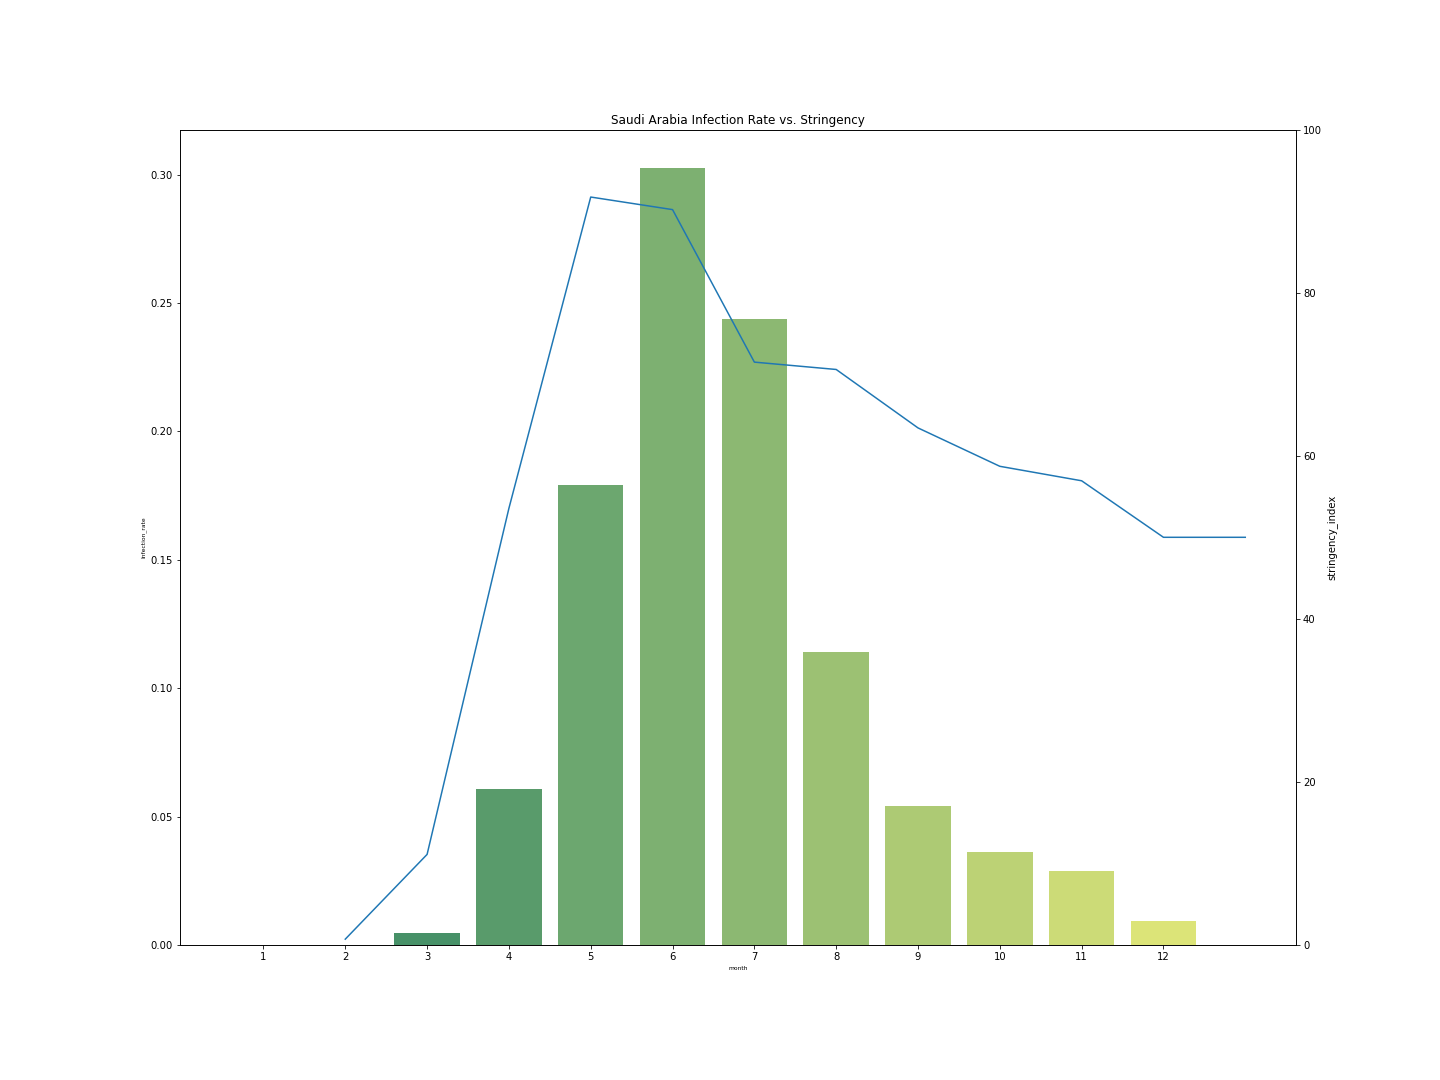 Saudi Arabia Infection Rate vs. Stringency
0.30
0.25
0.20
0.15
0.10
0.05
0.00
Infection_rate
100
80
60
40
20
0
stringency_index
1 2 3 4 5 6 7 8 9 10 11 12
month